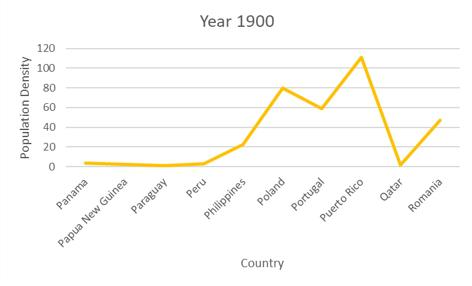 Year 1900
Population Density
120
100
80
60
40
20
0
Panama
Papua New Guinea
Paraguay
Peru
Philippines
Poland
Portugal
Puerto Rico
Qatar
Romania
Country